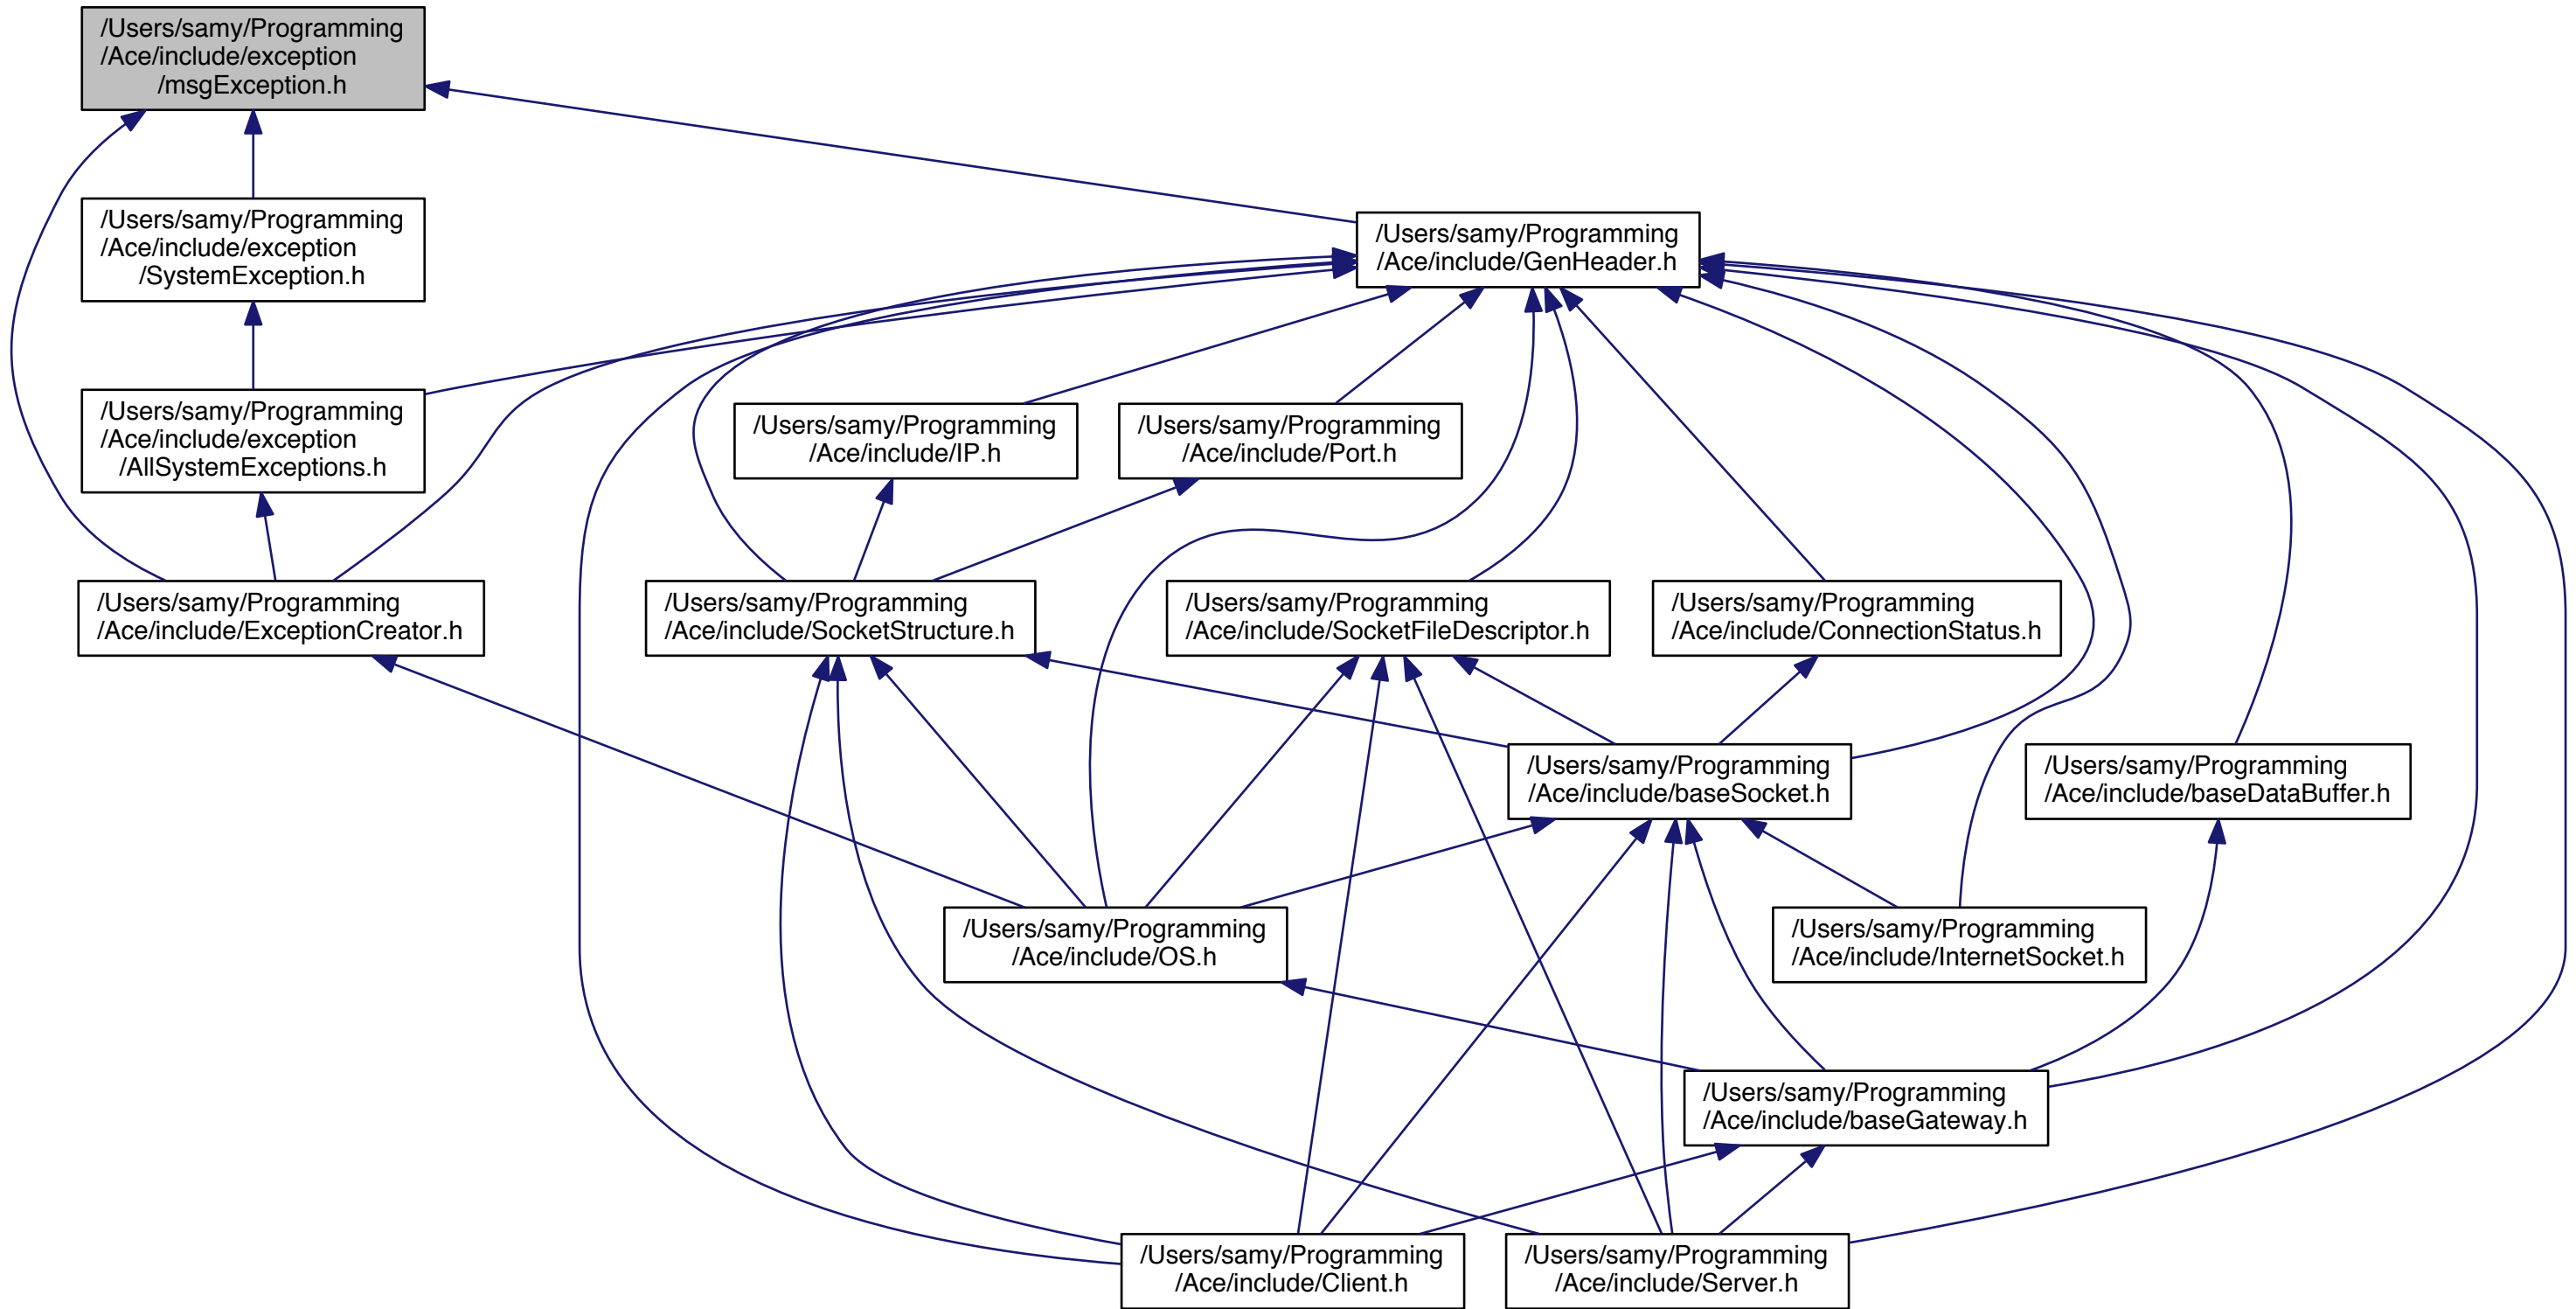 /Users/samy/Programming
/Ace/include/exception
/msgException.h
/Users/samy/Programming
/Ace/include/exception
/SystemException.h
/Users/samy/Programming
/Ace/include/GenHeader.h
/Users/samy/Programming
/Ace/include/exception
/AllSystemExceptions.h
/Users/samy/Programming
/Ace/include/IP.h
/Users/samy/Programming
/Ace/include/Port.h
/Users/samy/Programming
/Ace/include/ExceptionCreator.h
/Users/samy/Programming
/Ace/include/SocketStructure.h
/Users/samy/Programming
/Ace/include/SocketFileDescriptor.h
/Users/samy/Programming
/Ace/include/ConnectionStatus.h
/Users/samy/Programming
/Ace/include/baseSocket.h
/Users/samy/Programming
/Ace/include/baseDataBuffer.h
/Users/samy/Programming
/Ace/include/OS.h
/Users/samy/Programming
/Ace/include/InternetSocket.h
/Users/samy/Programming
/Ace/include/baseGateway.h
/Users/samy/Programming
/Ace/include/Client.h
/Users/samy/Programming
/Ace/include/Server.h